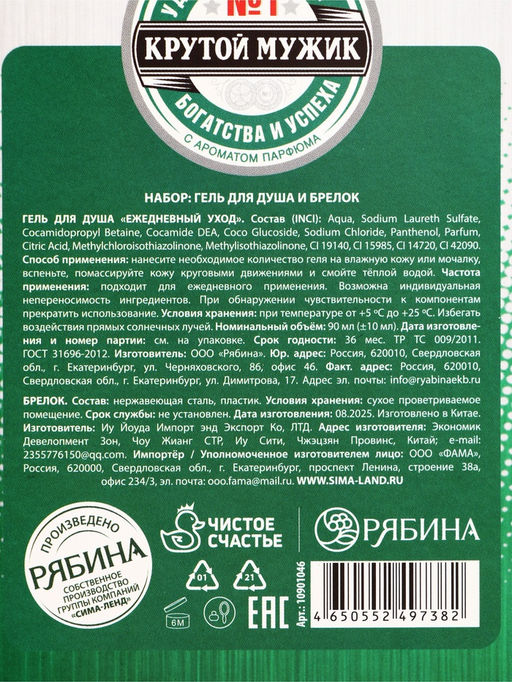 №1
КРУТОЙ МУЖИК
БОГАТСТВА И УСПЕХА
С АРОМАТОМ ПАРФЮМА
НАБОР: ГЕЛЬ ДЛЯ ДУША И БРЕЛОК
ГЕЛЬ ДЛЯ ДУША «ЕЖЕДНЕВНЫЙ УХОД». Состав (INCI): Aqua, Sodium Laureth Sulfate,
Cocamidopropyl Betaine, Cocamide DEA, Coco Glucoside, Sodium Chloride, Panthenol, Parfum,
Citric Acid, Methylchloroisothiazolinone, Methylisothiazolinone, CI 19140, CI 15985, CI 14720, CI 42090.
Способ применения: нанесите необходимое количество геля на влажную кожу или мочалку,
вспеньте, помассируйте кожу круговыми движениями и смойте тёплой водой. Частота
применения: подходит для ежедневного применения. Возможна индивидуальная
непереносимость ингредиентов. При обнаружении чувствительности к компонентам
прекратить использование. Условия хранения: при температуре от +5 ºС до +25 ºС. Избегать
воздействия прямых солнечных лучей. Номинальный объём: 90 мл (±10 мл). Дата изготовле-
ния и номер партии: см. на упаковке. Срок годности: 36 мес. ТР ТС 009/2011.
ГОСТ 31696-2012. Изготовитель: ООО «Рябина». Юр. адрес: Россия, 620010, Свердловская
обл., г. Екатеринбург, ул. Черняховского, 86, офис 46. Факт. адрес: Россия, 620010,
Свердловская обл., г. Екатеринбург, ул. Димитрова, 17. Адрес эл. почты: info@ryabinaekb.ru
БРЕЛОК. Состав: нержавеющая сталь, пластик. Условия хранения: сухое проветриваемое
помещение. Срок службы: не установлен. Дата изготовления: 08.2025. Изготовлено в Китае.
Изготовитель: Иу Йоуда Импорт энд Экспорт Ко, ЛТД. Адрес изготовителя: Экономик
Девелопмент Зон, Чоу Жианг СТР, Иу Сити, Чжэцзян Провинс, Китай; e-mail:
2355776150@qq.com. Импортёр / Уполномоченное изготовителем лицо: ООО «ФАМА»,
Россия, 620000, Свердловская обл., г. Екатеринбург, проспект Ленина, строение 38а,
офис 234/3, эл. почта: ooo.fama@mail.ru. WWW.SIMA-LAND.RU
ПРОИЗВЕДЕНО
РЯБИНА
СОБСТВЕННОЕ
ПРОИЗВОДСТВО
ГРУППЫ КОМПАНИЙ
"СИМА-ЛЕНД"
ЧИСТОЕ
СЧАСТЬЕ
РЯБИНА
01
21
6M
EAC
Арт.: 10901046
4 650552 497382